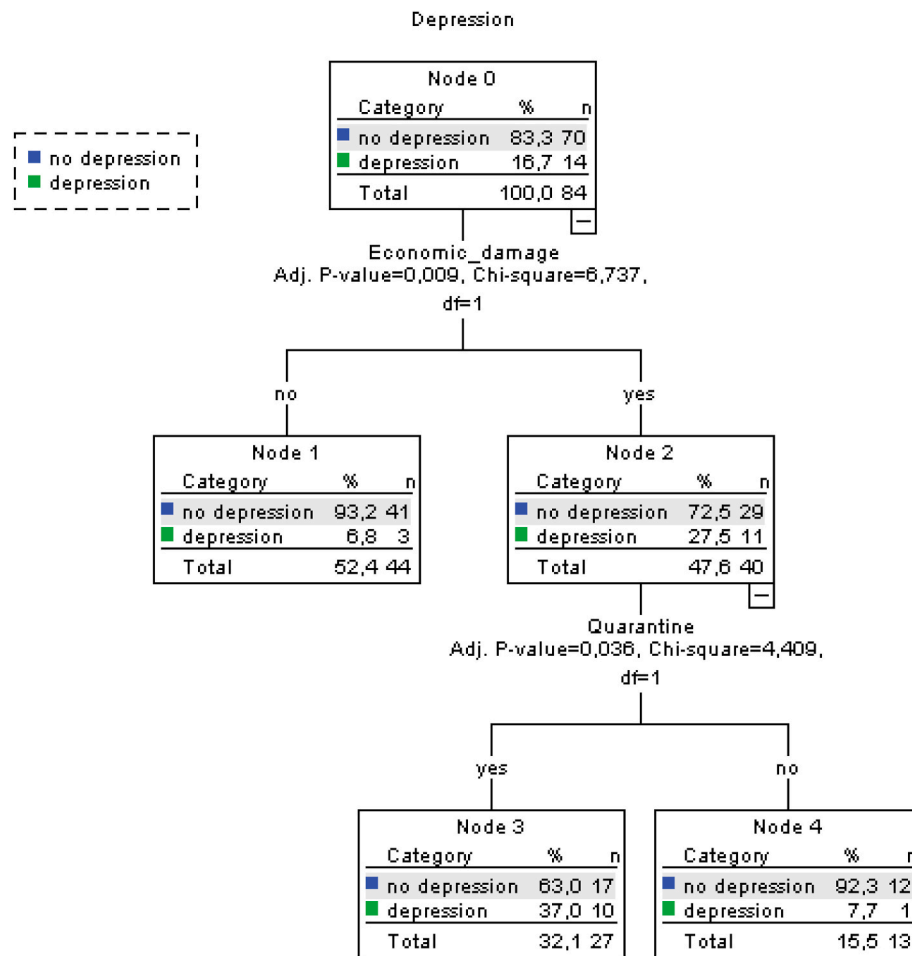 Depression
Node 0
Category % n
no depression 83,3 70
depression 16,7 14
Total 100,0 84
no depression
depression
Economic_damage
Adj. P-value=0,009, Chi-square=6,737,
df=1
no
yes
Node 1
Category % n
no depression 93,2 41
depression 6,8 3
Total 52,4 44
Node 2
Category % n
no depression 72,5 29
depression 27,5 11
Total 47,6 40
Quarantine
Adj. P-value=0,036, Chi-square=4,409,
df=1
yes
no
Node 3
Category % n
no depression 63,0 17
depression 37,0 10
Total 32,1 27
Node 4
Category % n
no depression 92,3 12
depression 7,7 1
Total 15,5 13